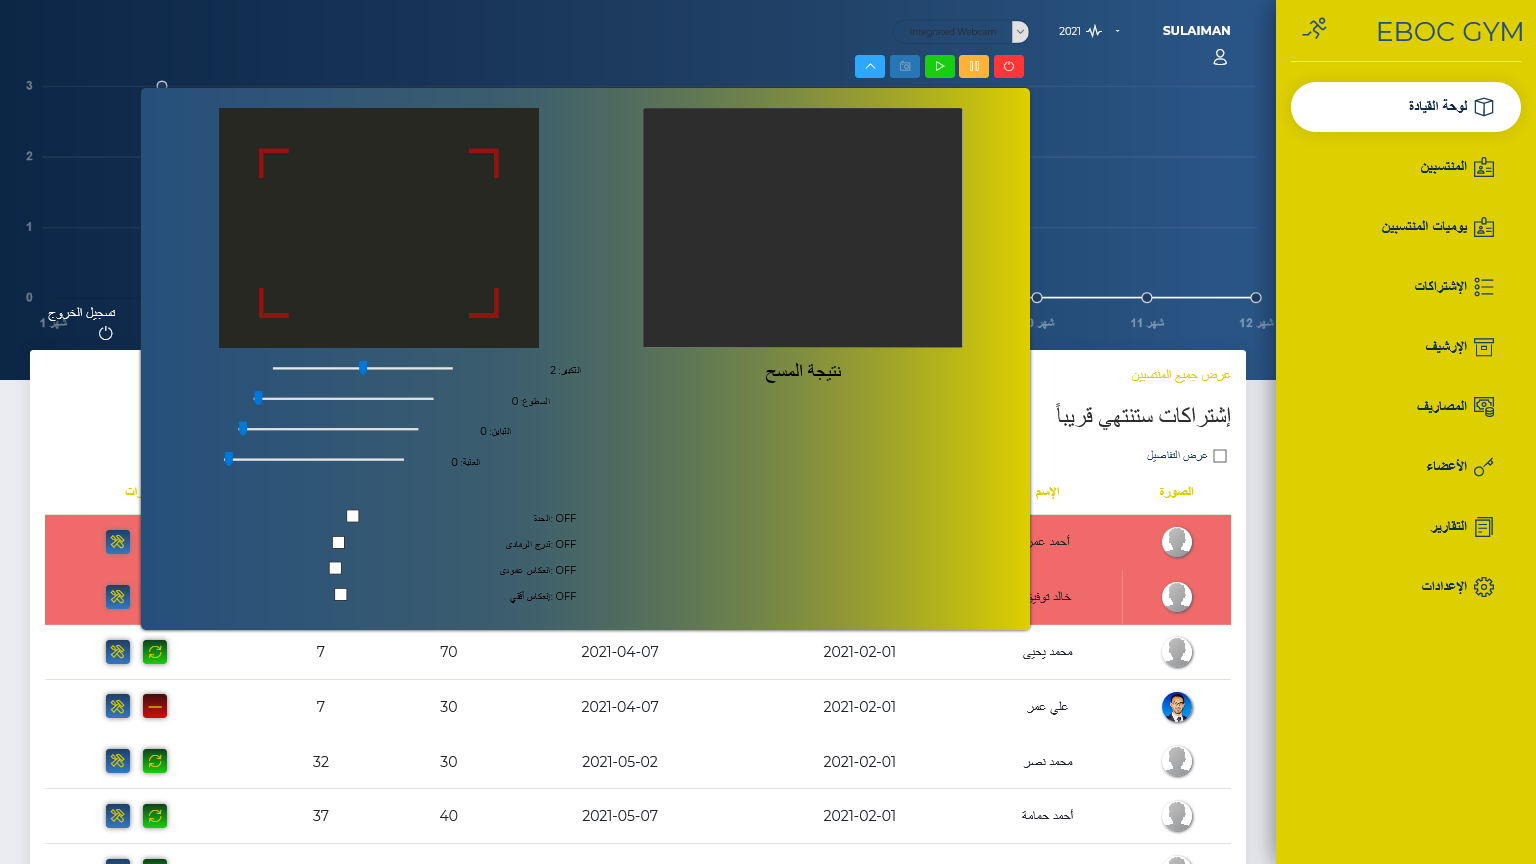 EBOC GYM
لوحة القيادة
المنتسبين
يوميات المنتسبين
الإشتراكات
الإرشيف
المصاريف
الأعضاء
التقارير
الإعدادات
SULAIMAN
2021
Integrated Webcam
3
2
1
0
شهر 1
شهر 11
شهر 12
تسجيل الخروج
نتيجة المسح
التكبير: 2
السطوع: 0
التباين: 0
العتبة: 0
الحدة: OFF
تدرج الرمادي: OFF
انعكاس عمودي: OFF
إنعكاس أفقي: OFF
عرض جميع المنتسبين
إشتراكات ستنتهي قريباً
عرض التفاصيل
الصورة الإسم
أحمد عمر
خالد توفيق
محمد يحيى 2021-02-01 2021-04-07 70 7
علي عمر 2021-02-01 2021-04-07 30 7
محمد نصر 2021-02-01 2021-05-02 30 32
أحمد حمامة 2021-02-01 2021-05-07 40 37